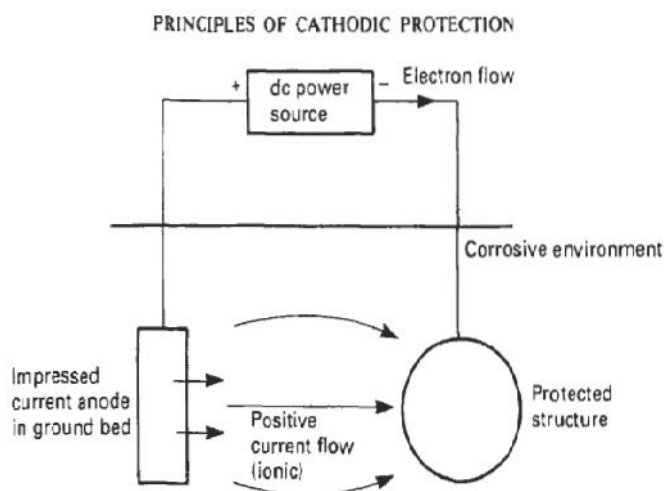 PRINCIPLES OF CATHODIC PROTECTION
+
dc power
source
–
Electron flow
Corrosive environment
Impressed
current anode
in ground bed
Positive
current flow
(ionic)
Protected
structure